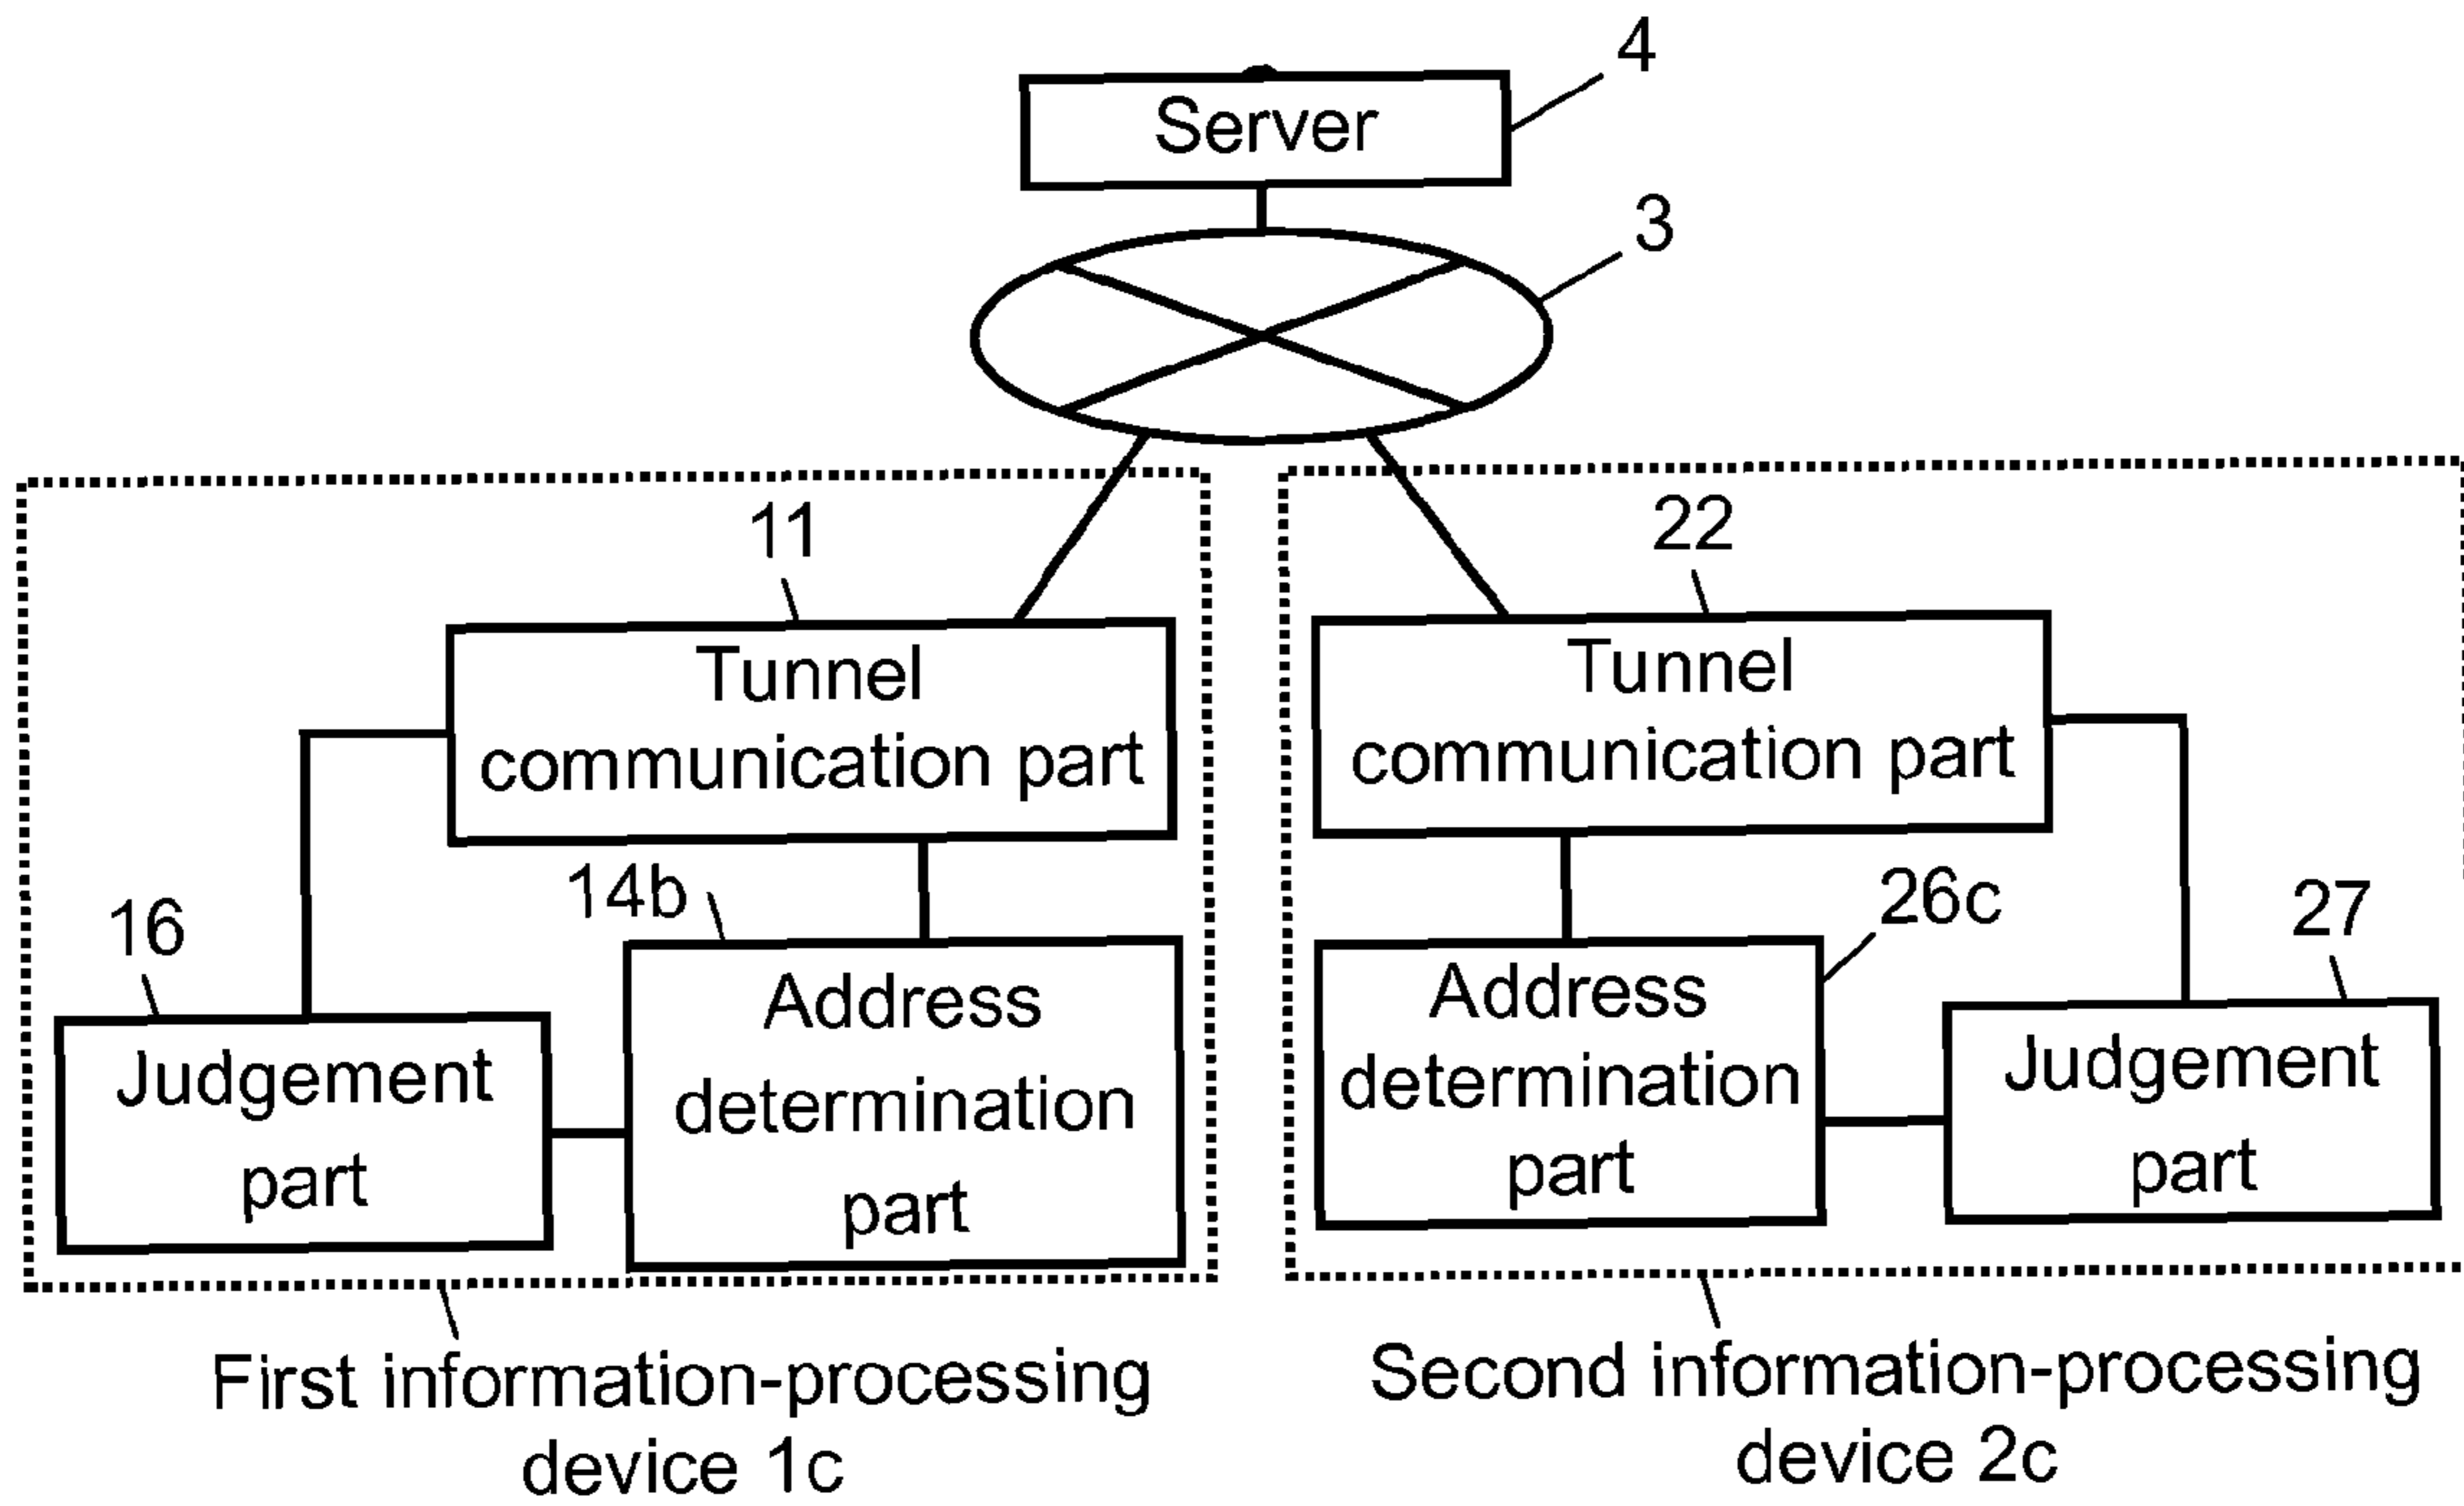 4
Server
3
11
22
Tunnel
communication part
Tunnel
communication part
14b
16
26c
27
Address
determination
part
Judgement
part
Address
determination
part
Judgement
part
First information-processing
device 1c
Second information-processing
device 2c